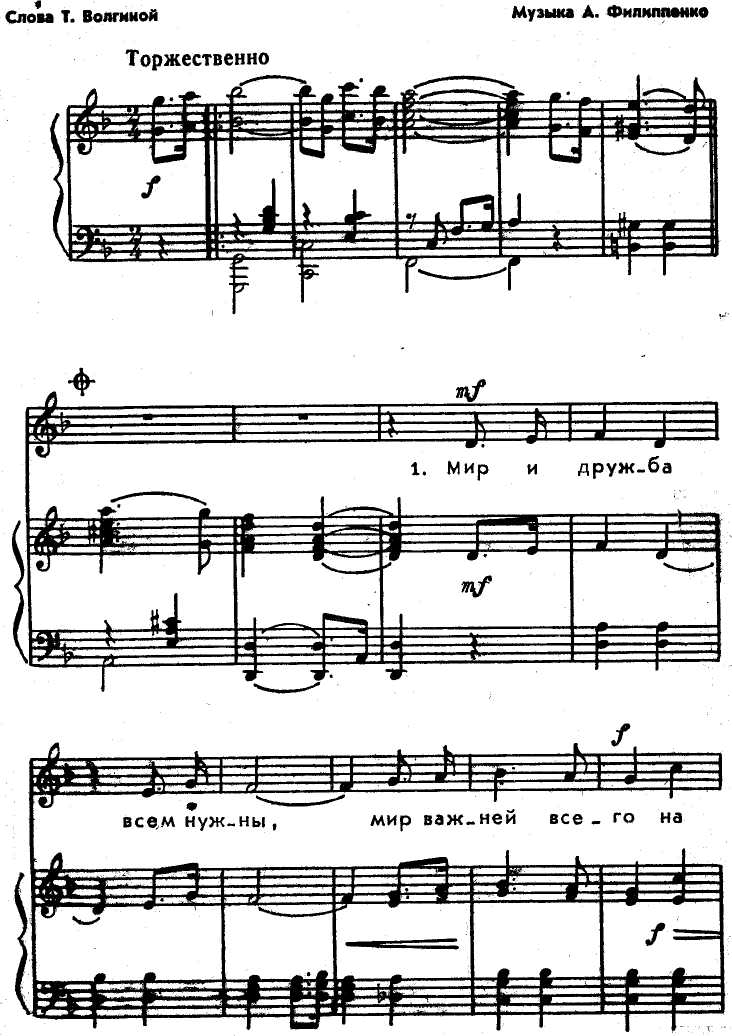 Слова Т. Волгиной
Музыка А. Филиппенко
Торжественно
f
mf
1. Мир и друж-ба
mf
f
всем нуж-ны, мир важ-ней все-го на
f